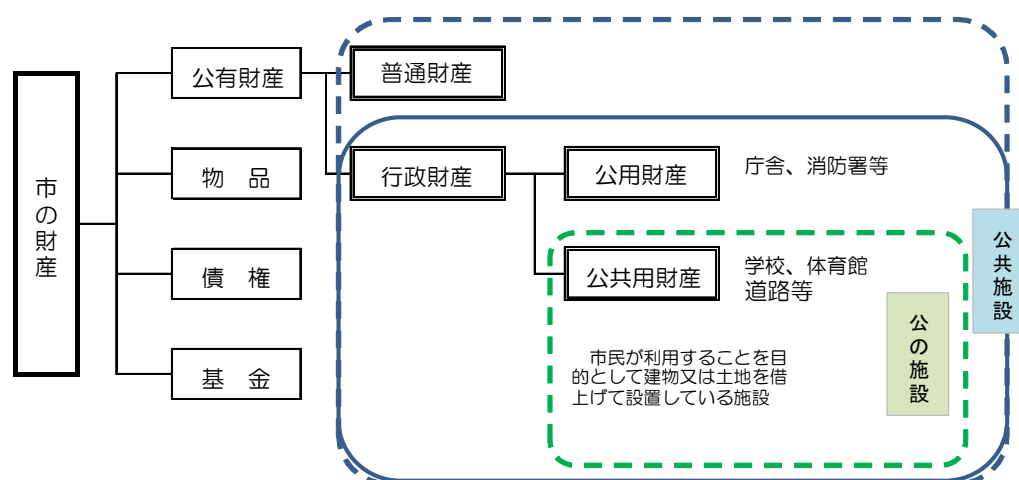 市の財産
公有財産
物　品
債　権
基　金
普通財産
行政財産
公用財産
庁舎、消防署等
公共用財産
学校、体育館
道路等
市民が利用することを目
的として建物又は土地を借
上げて設置している施設
公の施設
公共施設